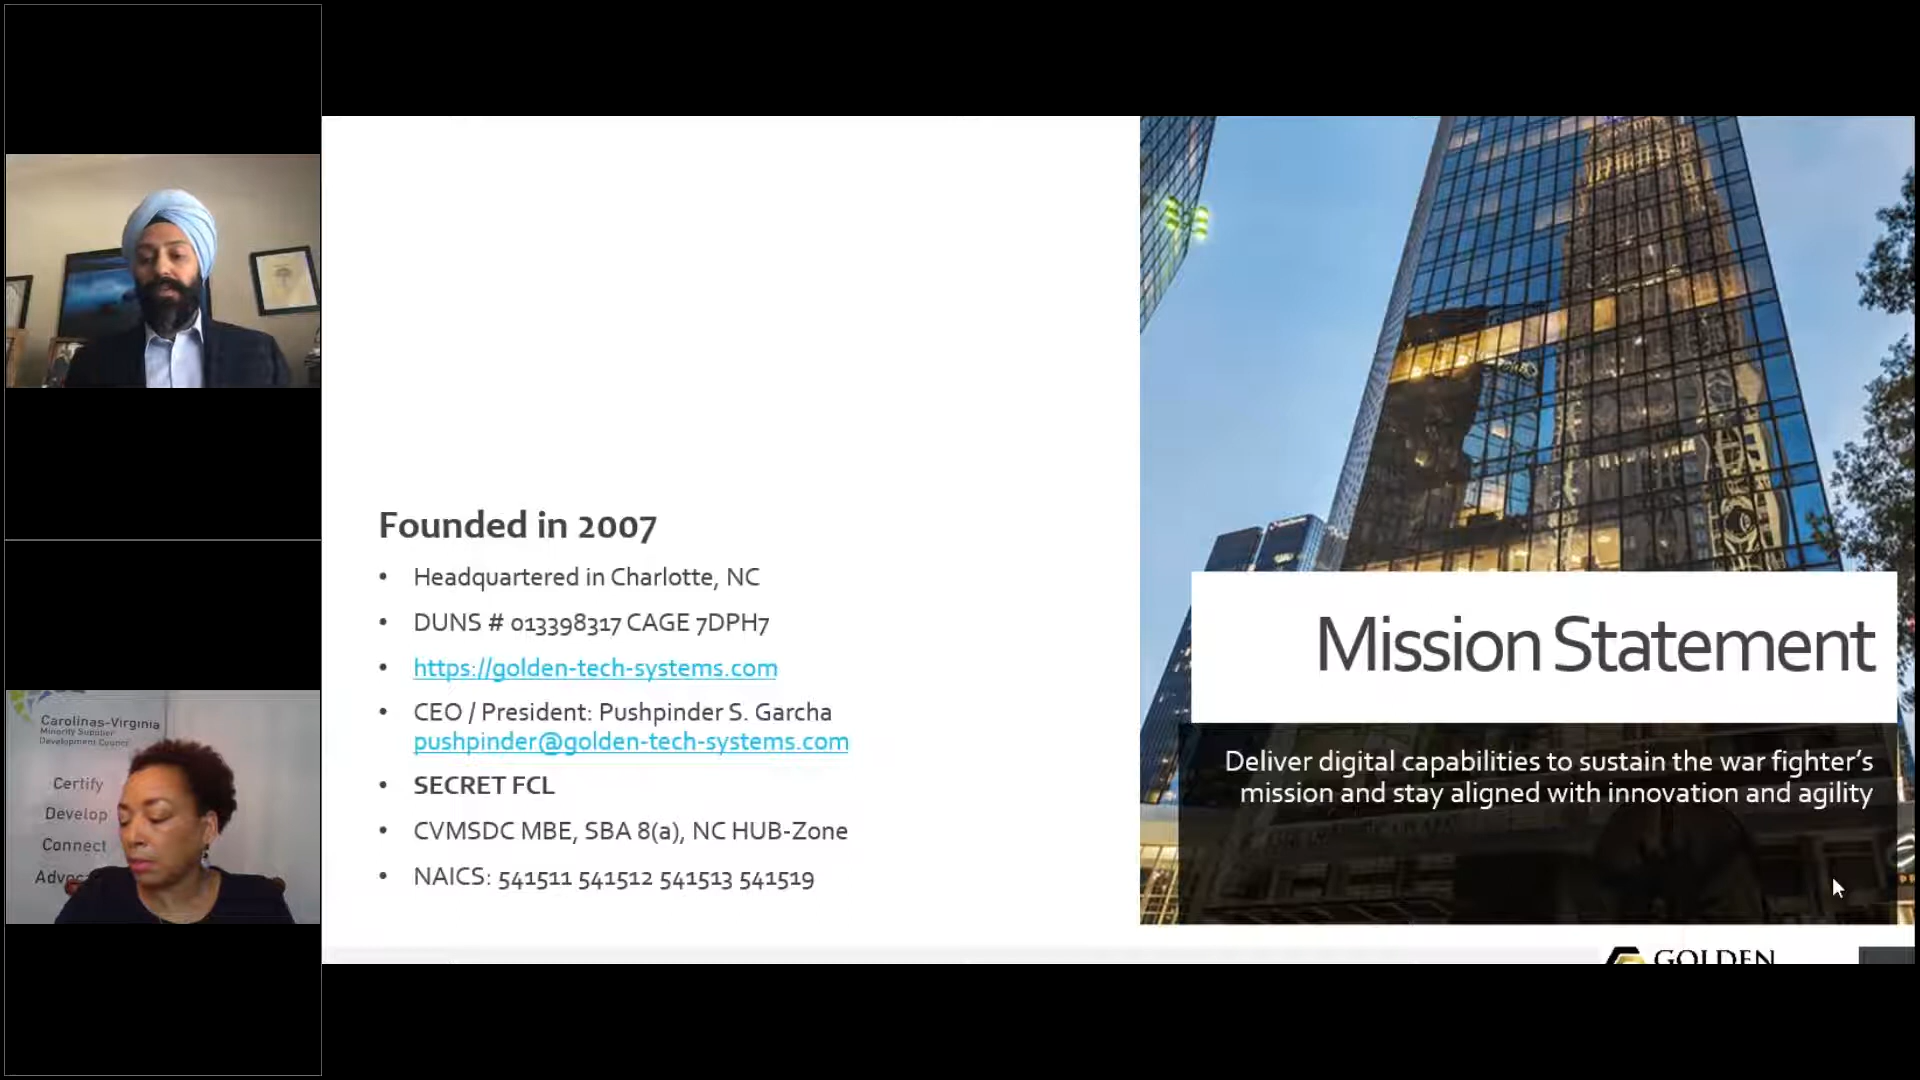 Founded in 2007
• Headquartered in Charlotte, NC
• DUNS # 013398317 CAGE 7DPH7
• https://golden-tech-systems.com
• CEO / President: Pushpinder S. Garcha
pushpinder@golden-tech-systems.com
• SECRET FCL
• CVMSDC MBE, SBA 8(a), NC HUB-Zone
• NAICS: 541511 541512 541513 541519
Mission Statement
Deliver digital capabilities to sustain the war fighter’s
mission and stay aligned with innovation and agility
GOLDEN
Carolinas-Virginia
Minority Supplier
Development Council
Certify
Develop
Connect